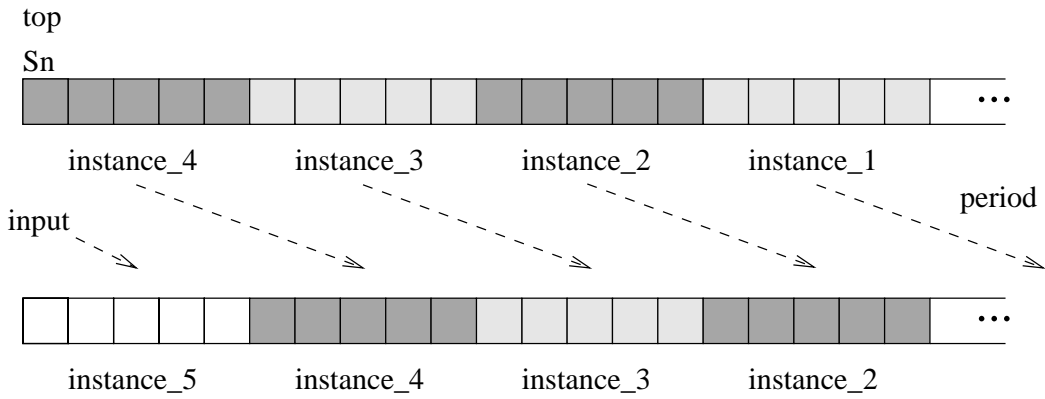 top
Sn
...
instance_4 instance_3 instance_2 instance_1
period
input
...
instance_5 instance_4 instance_3 instance_2